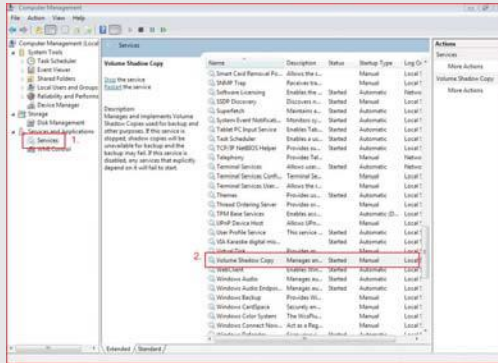 Computer Management
File Action View Help
Computer Management (Local
System Tools
Task Scheduler
Event Viewer
Shared Folders
Local Users and Groups
Reliability and Performa
Device Manager
Storage
Disk Management
Services and Applications
Services
1.
WMI Control
Services
Volume Shadow Copy
Stop the service
Restart the service
Description:
Manages and implements Volume
Shadow Copies used for backup and
other purposes. If this service is
stopped, shadow copies will be
unavailable for backup and the
backup may fail. If this service is
disabled, any services that explicitly
depend on it will fail to start.
Name Description Status Startup Type Log On
Smart Card Removal Po... Allows the s... Manual Local S
SNMP Trap Receives tra... Manual Local S
Software Licensing Enables the ... Started Automatic Networ
SSDP Discovery Discovers n... Started Manual Local S
Superfetch Maintains a... Started Automatic Local S
System Event Notificati... Monitors sy... Started Automatic Local S
Tablet PC Input Service Enables Tab... Started Automatic Local S
Task Scheduler Enables a us... Started Automatic Local S
TCP/IP NetBIOS Helper Provides su... Started Automatic Local S
Telephony Provides Tel... Manual Networ
Terminal Services Allows user... Started Automatic Networ
Terminal Services Confi... Terminal Se... Manual Local S
Terminal Services User... Allows the r... Manual Local S
Themes Provides us... Started Automatic Local S
Thread Ordering Server Provides or... Manual Local S
TPM Base Services Enables acc... Automatic (D... Local S
UPnP Device Host Allows UPn... Started Automatic Local S
User Profile Service This service ... Started Automatic Local S
VIA Karaoke digital mix... Started Automatic Local S
Virtual Disk Provides so... Manual Local S
2. Volume Shadow Copy Manages an... Started Manual Local S
WebClient Enables Win... Started Automatic Local S
Windows Audio Manages au... Started Automatic Local S
Windows Audio Endpoi... Manages au... Started Automatic Local S
Windows Backup Provides Wi... Manual Local S
Windows CardSpace Securely en... Manual Local S
Windows Color System The WcsPlu... Manual Local S
Windows Connect Now... Act as a Reg... Manual Local S
Extended Standard
Actions
Services
More Actions
Volume Shadow Copy
More Actions